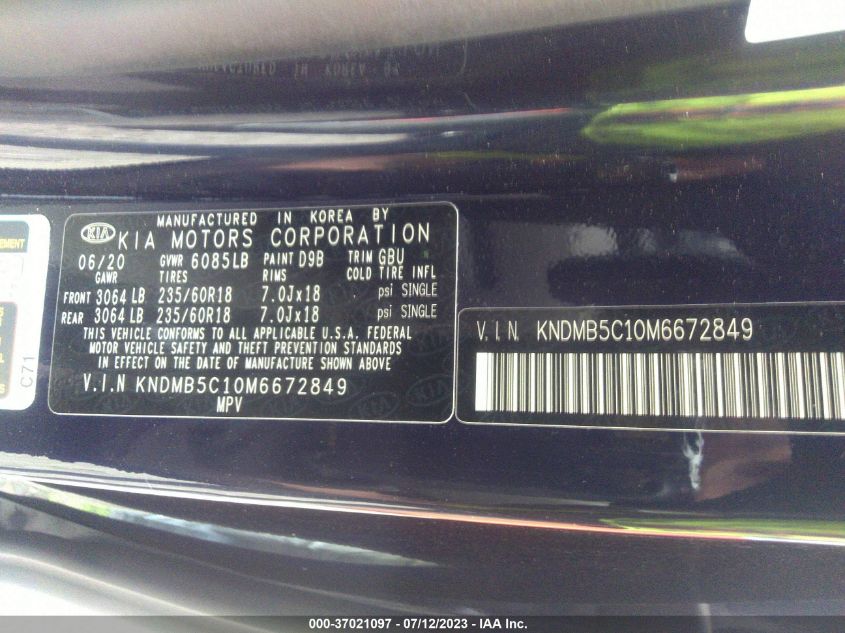 MANUFACTURED IN KOREA BY
KIA KIA MOTORS CORPORATION
06/20 GVWR 6085LB PAINT D9B TRIM GBU
GAWR TIRES RIMS COLD TIRE INFL
FRONT 3064 LB 235/60R18 7.0Jx18 psi SINGLE
REAR 3064 LB 235/60R18 7.0Jx18 psi SINGLE
THIS VEHICLE CONFORMS TO ALL APPLICABLE U.S.A. FEDERAL
MOTOR VEHICLE SAFETY AND THEFT PREVENTION STANDARDS
IN EFFECT ON THE DATE OF MANUFACTURE SHOWN ABOVE
V.I.N KNDMB5C10M6672849
MPV
V.I.N. KNDMB5C10M6672849
C71
000-37021097 - 07/12/2023 - IAA Inc.